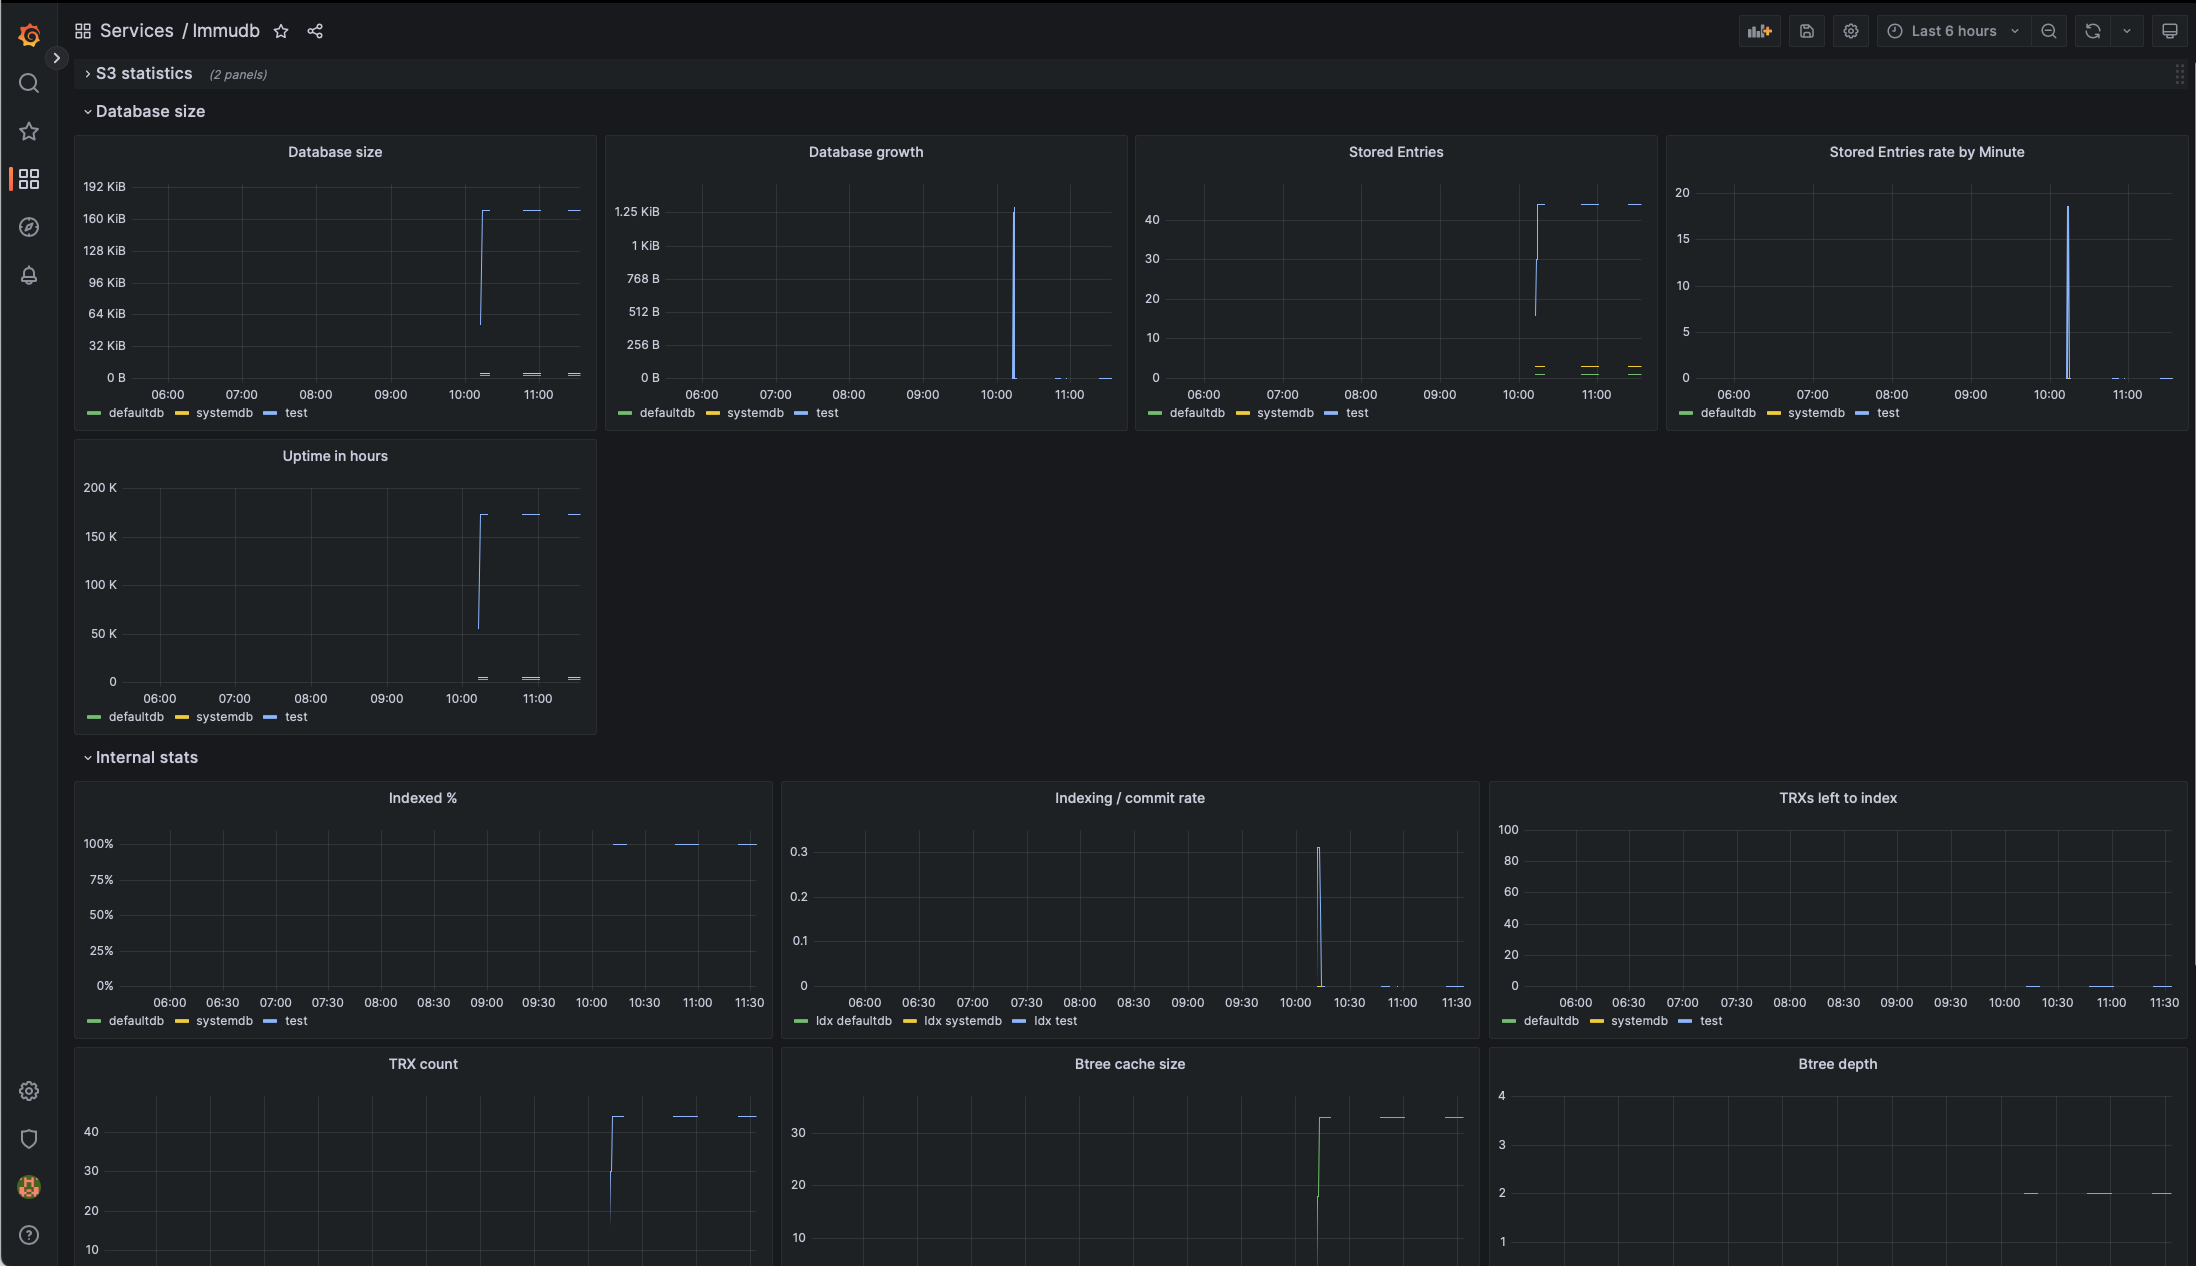 Services / Immudb
Last 6 hours
S3 statistics (2 panels)
Database size
Database size
192 KiB
160 KiB
128 KiB
96 KiB
64 KiB
32 KiB
0 B
06:00 07:00 08:00 09:00 10:00 11:00
defaultdb systemdb test
Database growth
1.25 KiB
1 KiB
768 B
512 B
256 B
0 B
06:00 07:00 08:00 09:00 10:00 11:00
defaultdb systemdb test
Stored Entries
40
30
20
10
0
06:00 07:00 08:00 09:00 10:00 11:00
defaultdb systemdb test
Stored Entries rate by Minute
20
15
10
5
0
06:00 07:00 08:00 09:00 10:00 11:00
defaultdb systemdb test
Uptime in hours
200 K
150 K
100 K
50 K
0
06:00 07:00 08:00 09:00 10:00 11:00
defaultdb systemdb test
Internal stats
Indexed %
100%
75%
50%
25%
0%
06:00 06:30 07:00 07:30 08:00 08:30 09:00 09:30 10:00 10:30 11:00 11:30
defaultdb systemdb test
Indexing / commit rate
0.3
0.2
0.1
0
06:00 06:30 07:00 07:30 08:00 08:30 09:00 09:30 10:00 10:30 11:00 11:30
Idx defaultdb Idx systemdb Idx test
TRXs left to index
100
80
60
40
20
0
06:00 06:30 07:00 07:30 08:00 08:30 09:00 09:30 10:00 10:30 11:00 11:30
defaultdb systemdb test
TRX count
40
30
20
10
Btree cache size
30
20
10
Btree depth
4
3
2
1